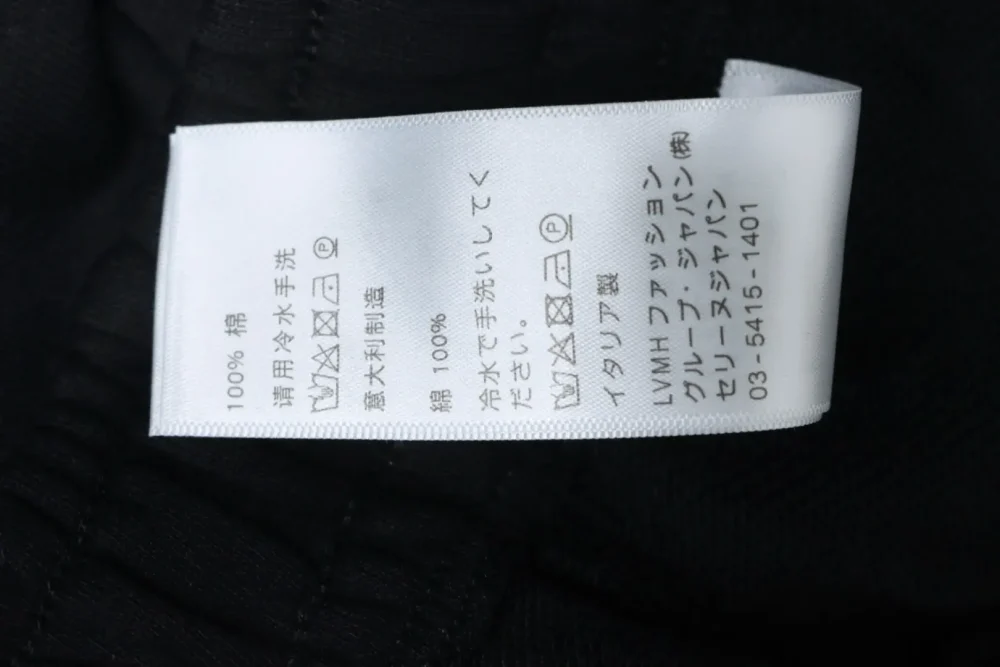 100% 棉
请用冷水手洗
P
意大利制造
綿 100%
冷水で手洗いしてく
ださい。
P
イタリア製
LVMH ファッション
グループ・ジャパン㈱
セリーヌジャパン
03-5415-1401